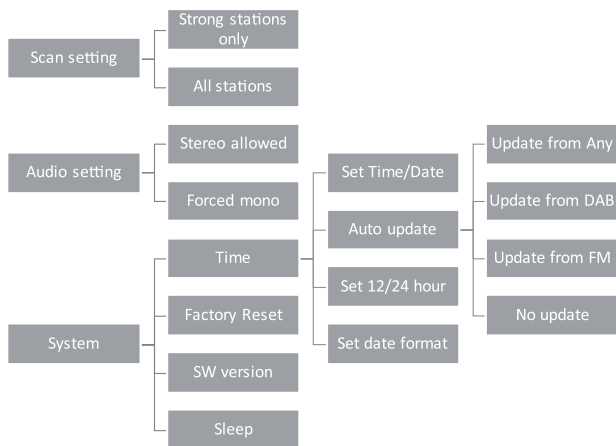 Scan setting
Strong stations
only
All stations
Audio setting
Stereo allowed
Forced mono
System
Time
Set Time/Date
Auto update
Update from Any
Update from DAB
Update from FM
No update
Set 12/24 hour
Set date format
Factory Reset
SW version
Sleep